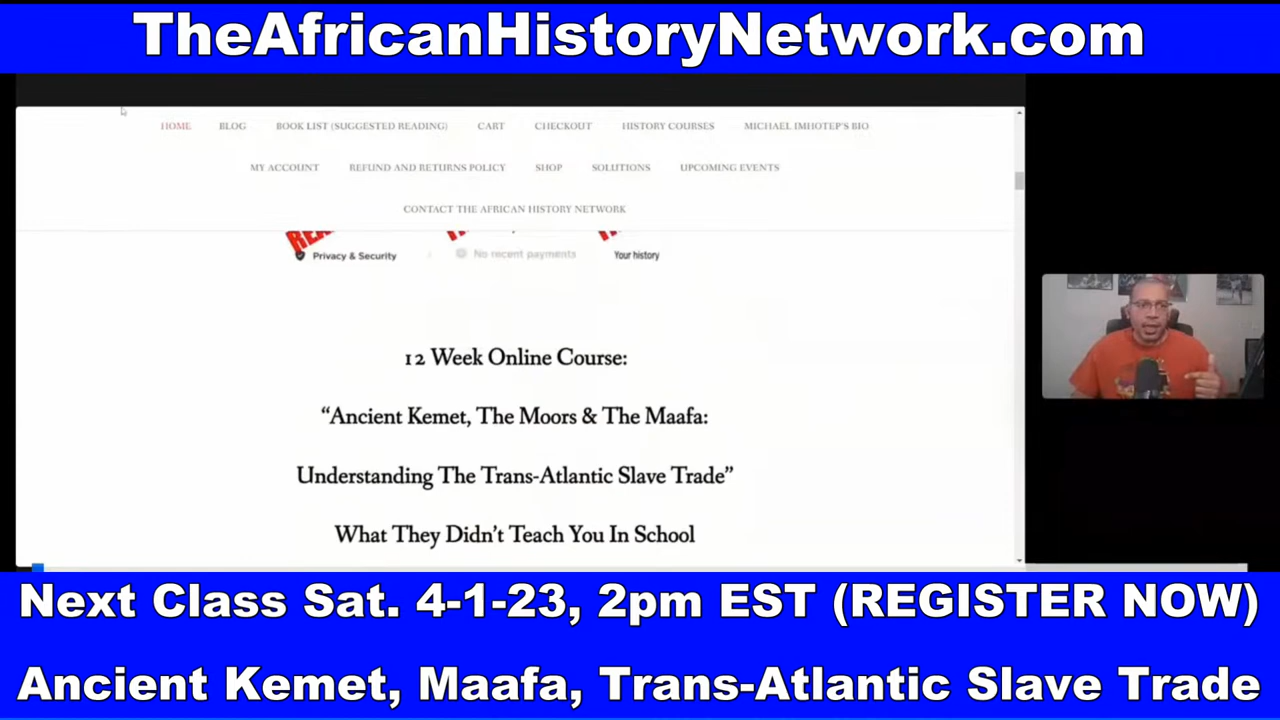 TheAfricanHistoryNetwork.com
HOME BLOG BOOK LIST (SUGGESTED READING) CART CHECKOUT HISTORY COURSES MICHAEL IMHOTEP'S BIO
MY ACCOUNT REFUND AND RETURNS POLICY SHOP SOLUTIONS UPCOMING EVENTS
CONTACT THE AFRICAN HISTORY NETWORK
Privacy & Security No recent payments Your history
12 Week Online Course:
“Ancient Kemet, The Moors & The Maafa:
Understanding The Trans-Atlantic Slave Trade”
What They Didn’t Teach You In School
Next Class Sat. 4-1-23, 2pm EST (REGISTER NOW)
Ancient Kemet, Maafa, Trans-Atlantic Slave Trade